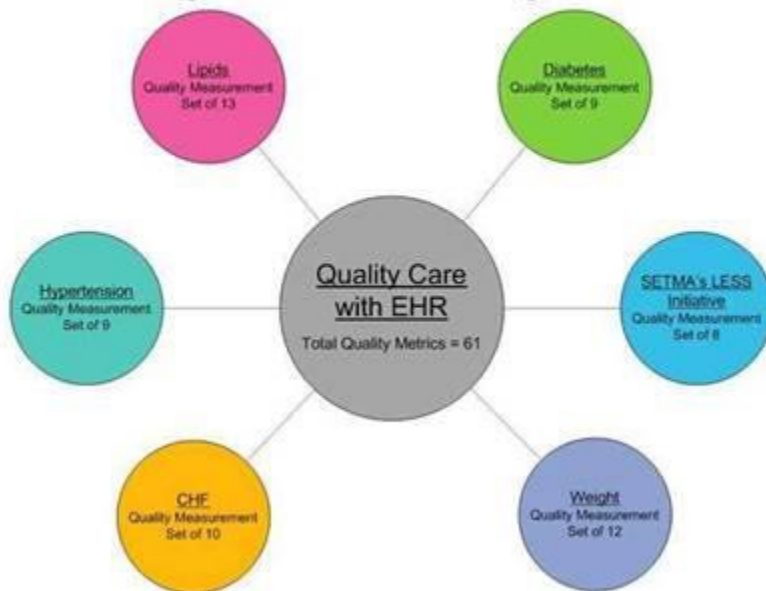 Lipids
Quality Measurement
Set of 13
Diabetes
Quality Measurement
Set of 9
Hypertension
Quality Measurement
Set of 9
Quality Care
with EHR
Total Quality Metrics = 61
SETMA's LESS
Initiative
Quality Measurement
Set of 8
CHF
Quality Measurement
Set of 10
Weight
Quality Measurement
Set of 12